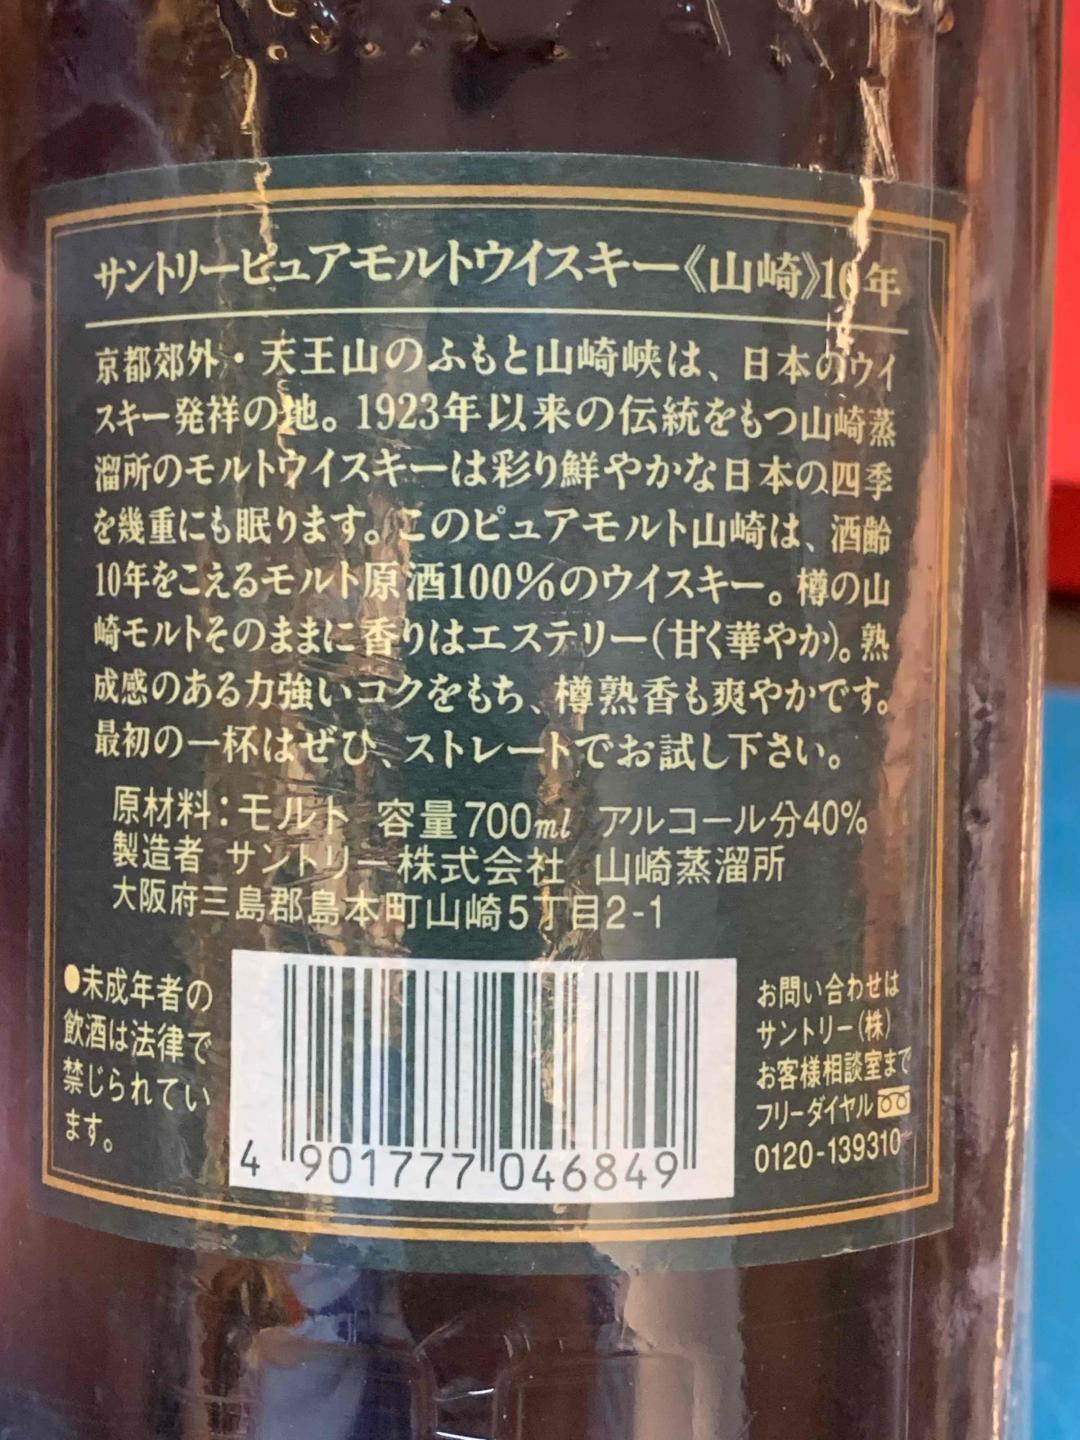 サントリーピュアモルトウイスキー《山崎》10年
京都郊外・天王山のふもと山崎峡は、日本のウイ
スキー発祥の地。1923年以来の伝統をもつ山崎蒸
溜所のモルトウイスキーは彩り鮮やかな日本の四季
を幾重にも眠ります。このピュアモルト山崎は、酒齢
10年をこえるモルト原酒100%のウイスキー。樽の山
崎モルトそのままに香りはエステリー(甘く華やか)。熟
成感のある力強いコクをもち、樽熟香も爽やかです。
最初の一杯はぜひ、ストレートでお試し下さい。
原材料:モルト 容量700ml アルコール分40%
製造者 サントリー株式会社 山崎蒸溜所
大阪府三島郡島本町山崎5丁目2-1
●未成年者の
飲酒は法律で
禁じられてい
ます。
4 901777 046849
お問い合わせは
サントリー(株)
お客様相談室まで
フリーダイヤル
0120-139310